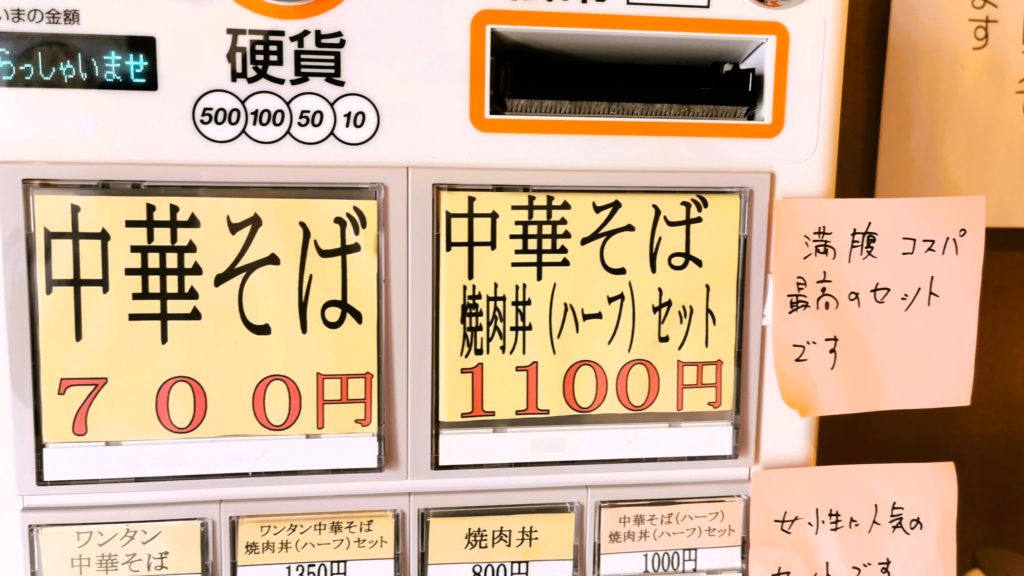 いまの金額
らっしゃいませ
硬貨
500 100 50 10
中華そば
700円
中華そば
焼肉丼(ハーフ)セット
1100円
満腹 コスパ
最高のセット
です
ワンタン
中華そば
ワンタン中華そば
焼肉丼(ハーフ)セット
1350円
焼肉丼
800円
中華そば(ハーフ)
焼肉丼(ハーフ)セット
1000円
女性に人気の
セットです